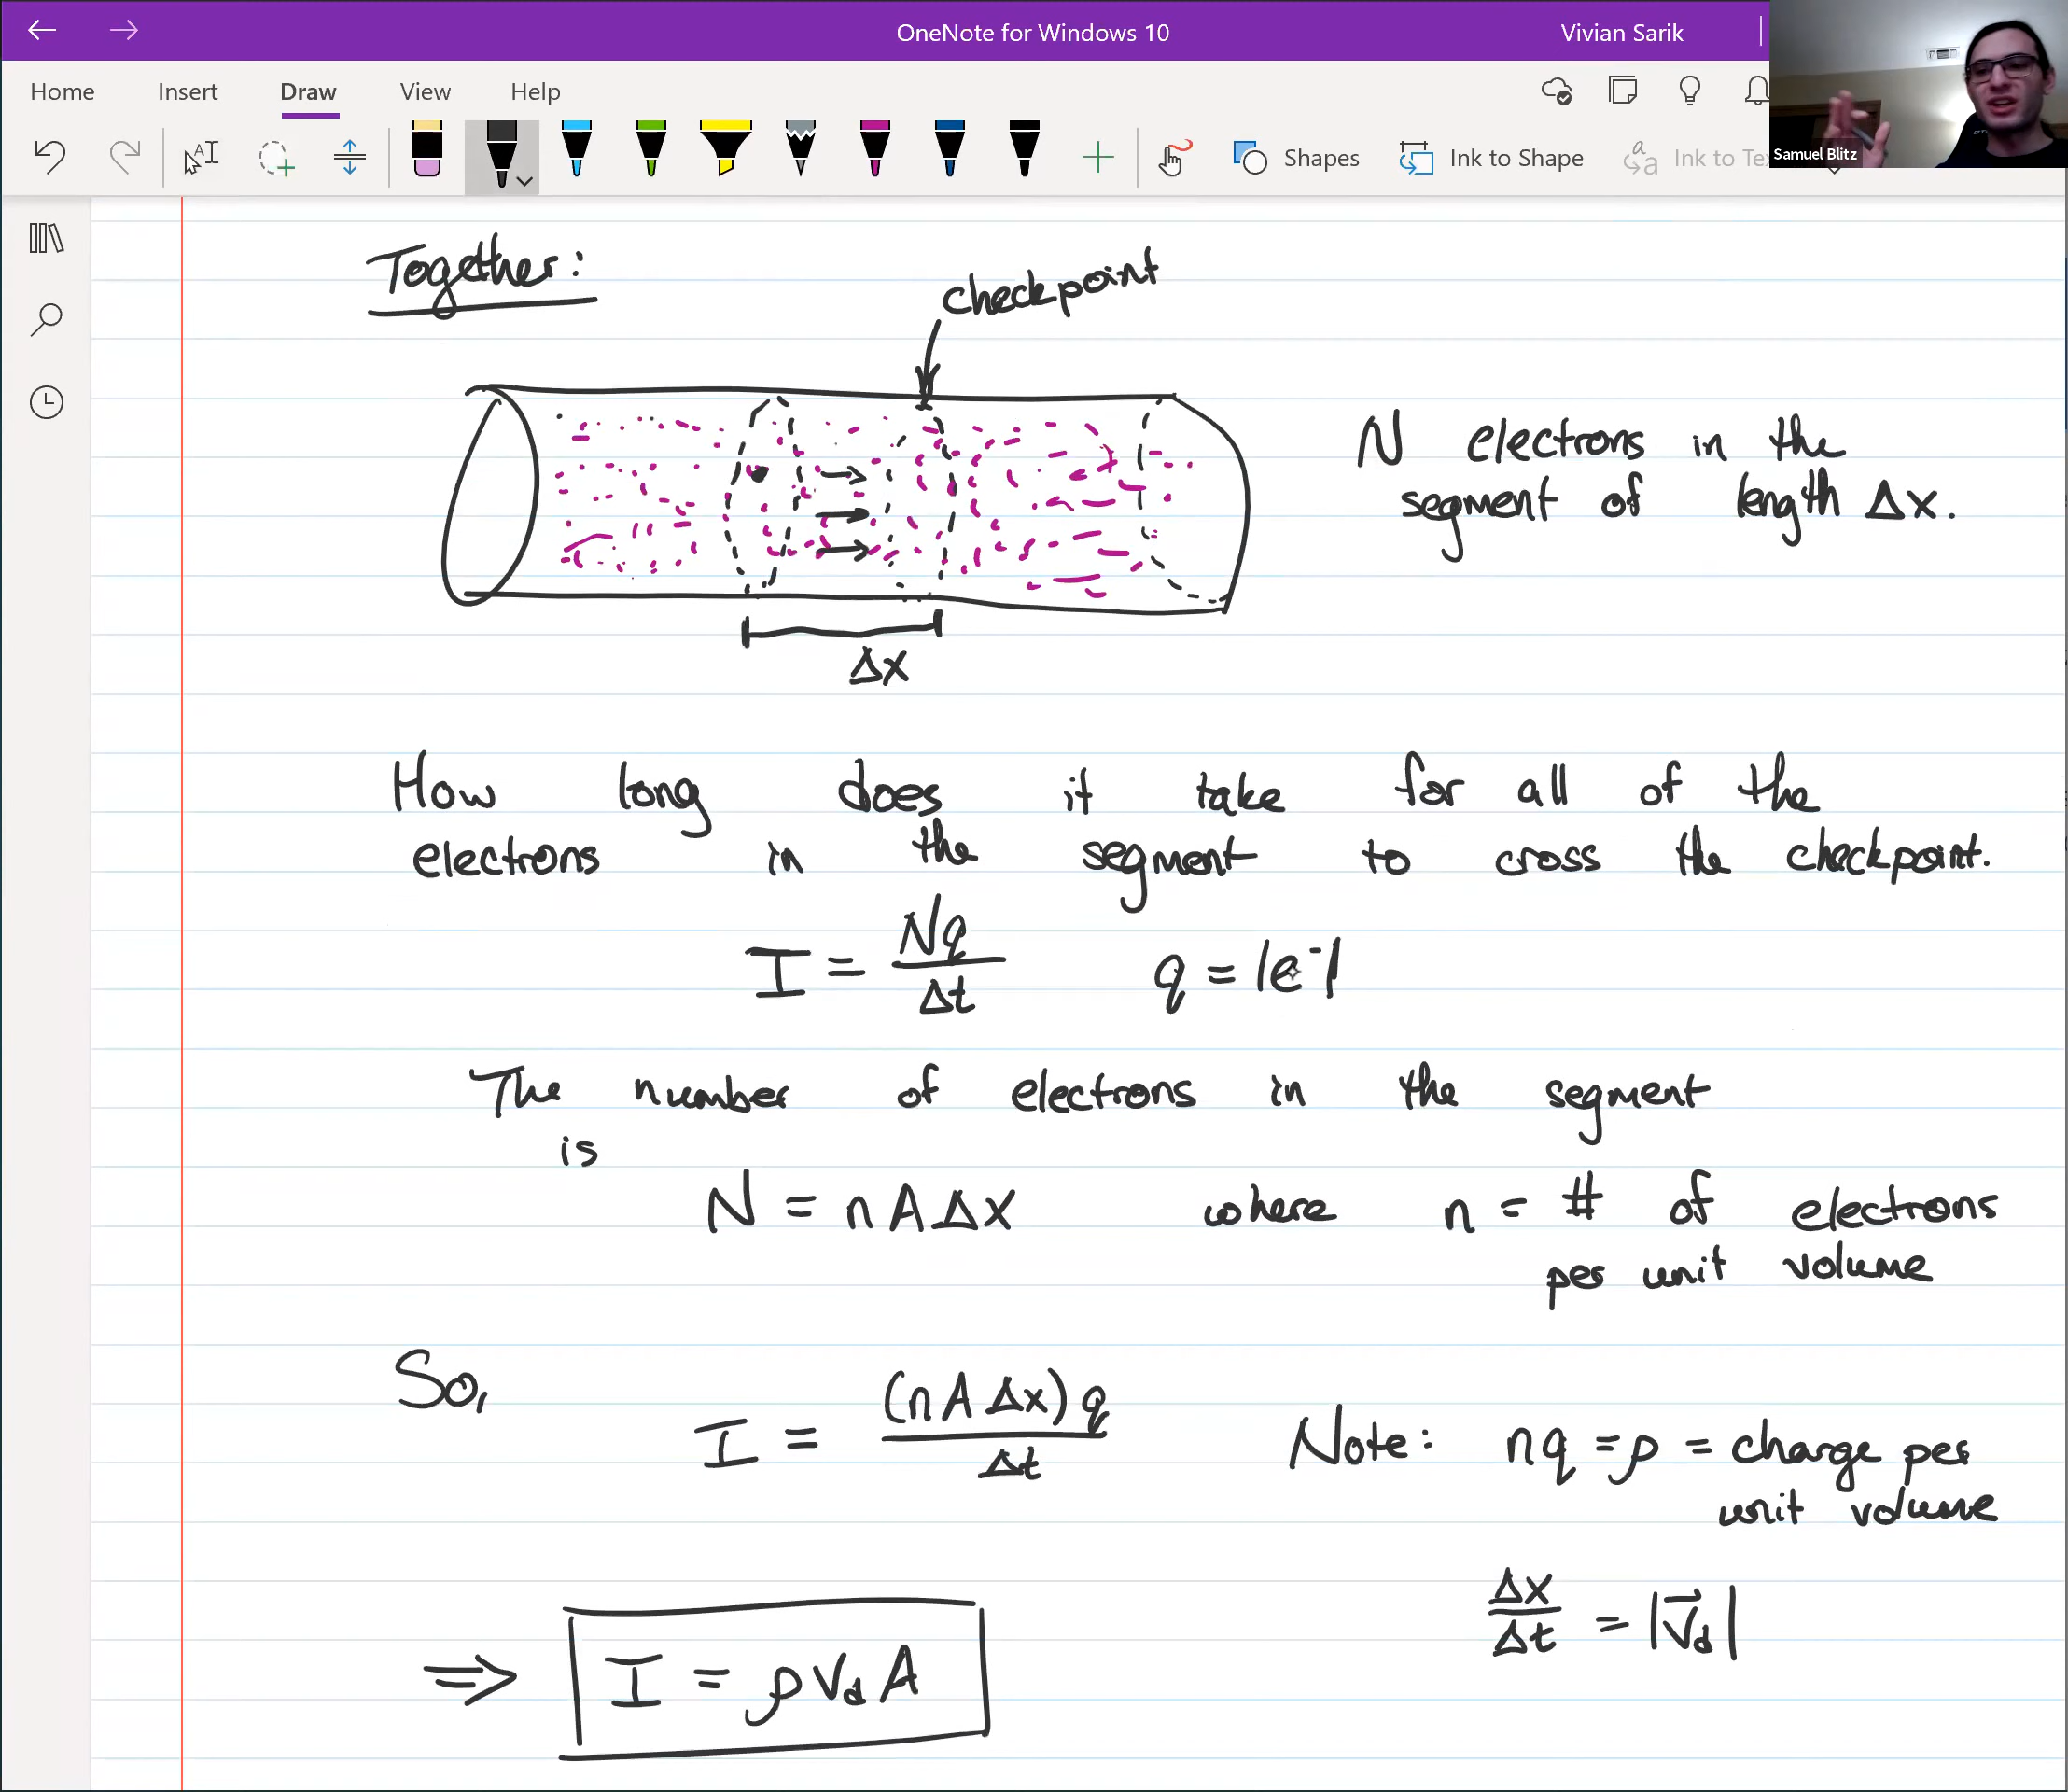 OneNote for Windows 10
Vivian Sarik
Home Insert Draw View Help
Shapes Ink to Shape Ink to Te
Samuel Blitz
Together:
checkpoint
N electrons in the
segment of length Δx.
Δx
How long does it take for all of the
electrons in the segment to cross the checkpoint.
I = Nq/Δt q = |e⁻|
The number of electrons in the segment
is
N = nAΔx where n = # of electrons
per unit volume
So,
I = (nAΔx)q/Δt Note: nq = ρ = charge per
unit volume
Δx/Δt = |v⃗d|
⇒ I = ρvdA